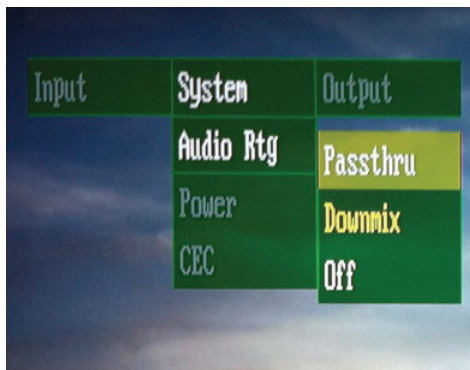 Input System Output
Audio Rtg Passthru
Power Downmix
CEC Off